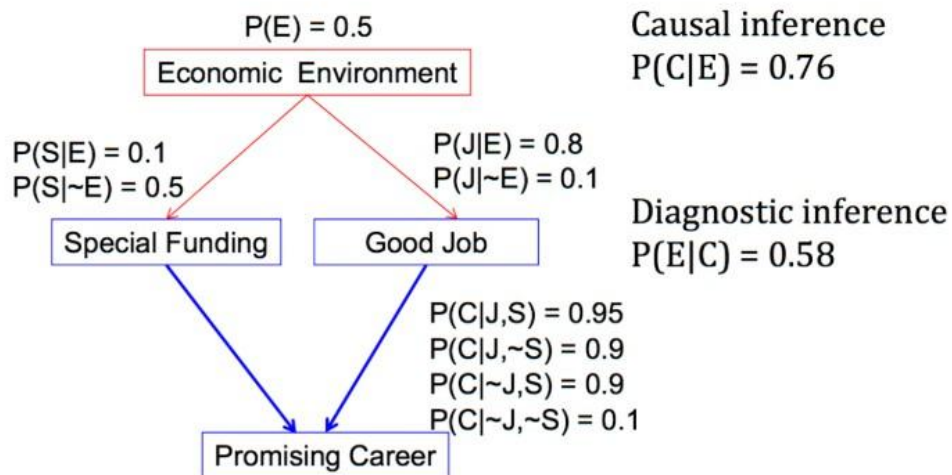 P(E) = 0.5
Economic Environment
P(S|E) = 0.1
P(S|~E) = 0.5
P(J|E) = 0.8
P(J|~E) = 0.1
Special Funding
Good Job
P(C|J,S) = 0.95
P(C|J,~S) = 0.9
P(C|~J,S) = 0.9
P(C|~J,~S) = 0.1
Promising Career
Causal inference
P(C|E) = 0.76
Diagnostic inference
P(E|C) = 0.58